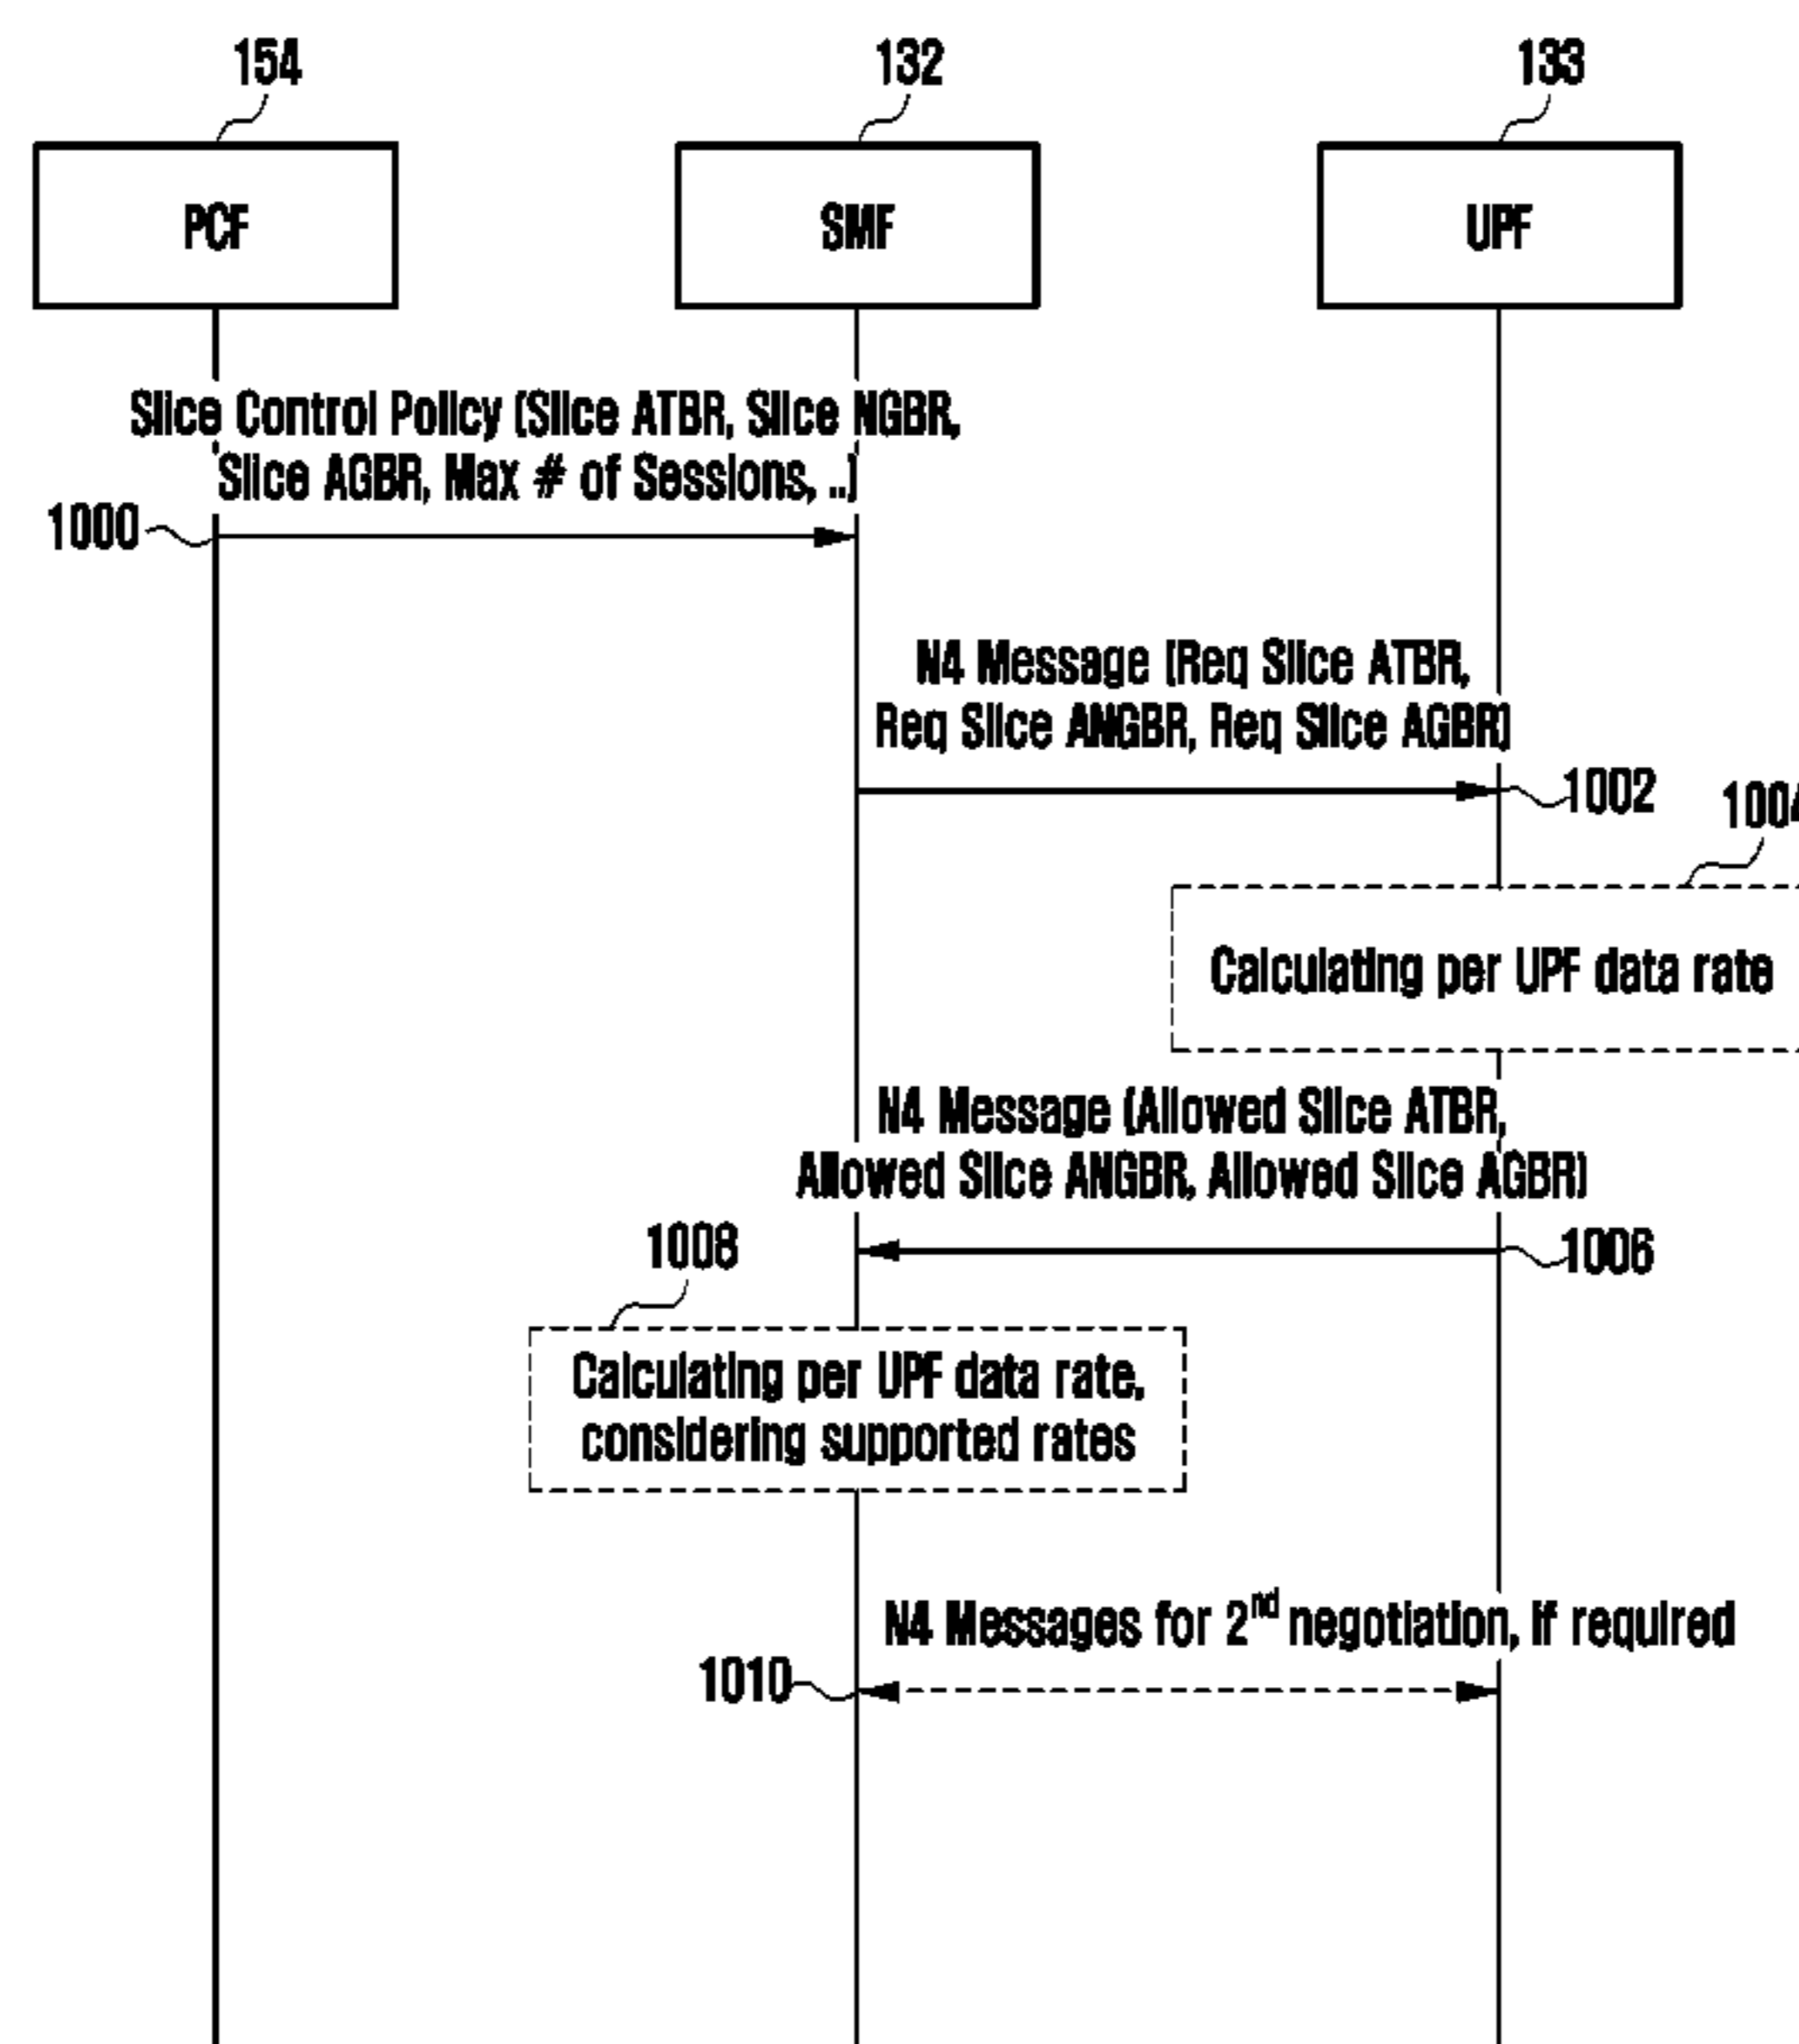 154
132
133
PCF
SMF
UPF
Slice Control Policy (Slice ATBR, Slice NGBR,
Slice AGBR, Max # of Sessions, ..)
1000
N4 Message (Req Slice ATBR,
Req Slice ANGBR, Req Slice AGBR)
1002
1004
Calculating per UPF data rate
N4 Message (Allowed Slice ATBR,
Allowed Slice ANGBR, Allowed Slice AGBR)
1006
1008
Calculating per UPF data rate,
considering supported rates
N4 Messages for 2nd negotiation, if required
1010